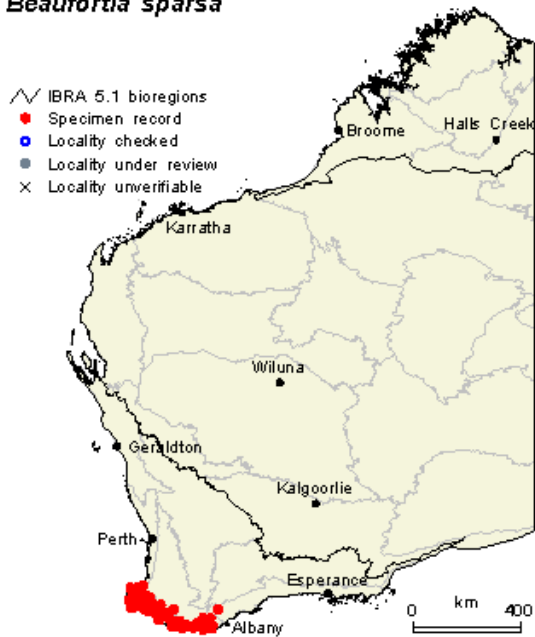 Beaufortia sparsa
IBRA 5.1 bioregions
Specimen record
Locality checked
Locality under review
Locality unverifiable
Broome
Halls Creek
Karratha
Wiluna
Geraldton
Kalgoorlie
Perth
Esperance
Albany
0 km 400